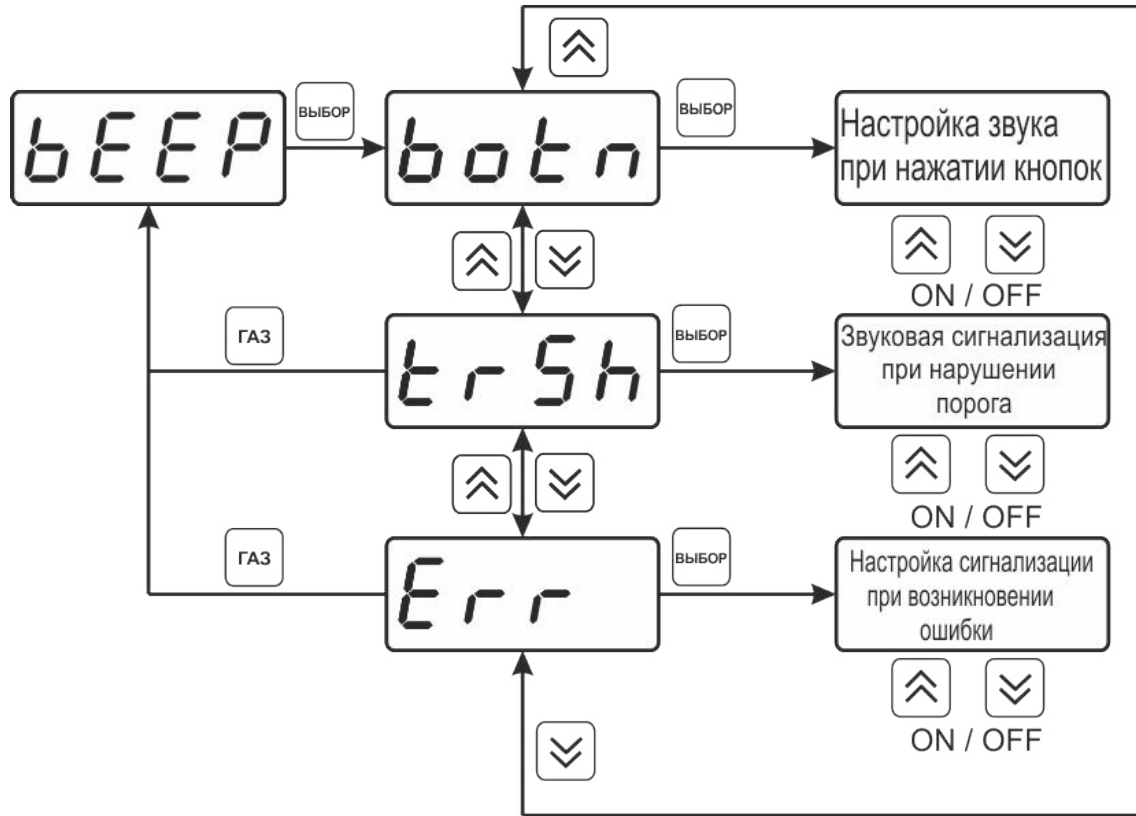 bEEP
ВЫБОР
botn
ВЫБОР
Настройка звука
при нажатии кнопок
ON / OFF
ГАЗ
trSh
ВЫБОР
Звуковая сигнализация
при нарушении
порога
ON / OFF
ГАЗ
Err
ВЫБОР
Настройка сигнализации
при возникновении
ошибки
ON / OFF